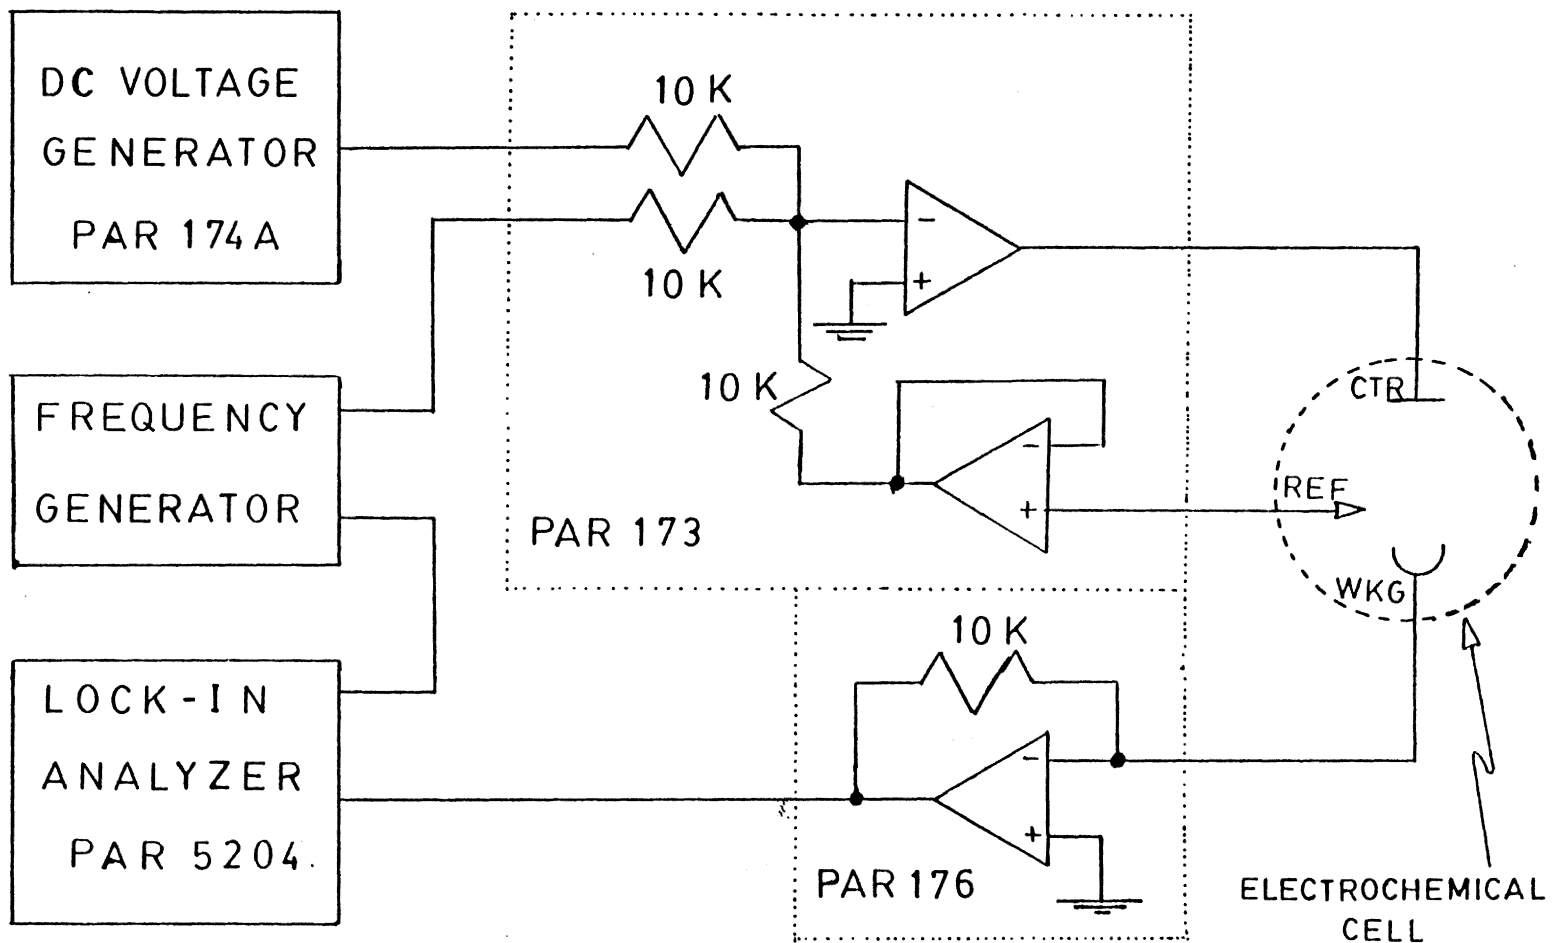 DC VOLTAGE
GENERATOR
PAR 174A
10 K
10 K
-
+
10 K
-
+
PAR 173
FREQUENCY
GENERATOR
CTR
REF
WKG
LOCK-IN
ANALYZER
PAR 5204.
10 K
-
+
PAR 176
ELECTROCHEMICAL
CELL